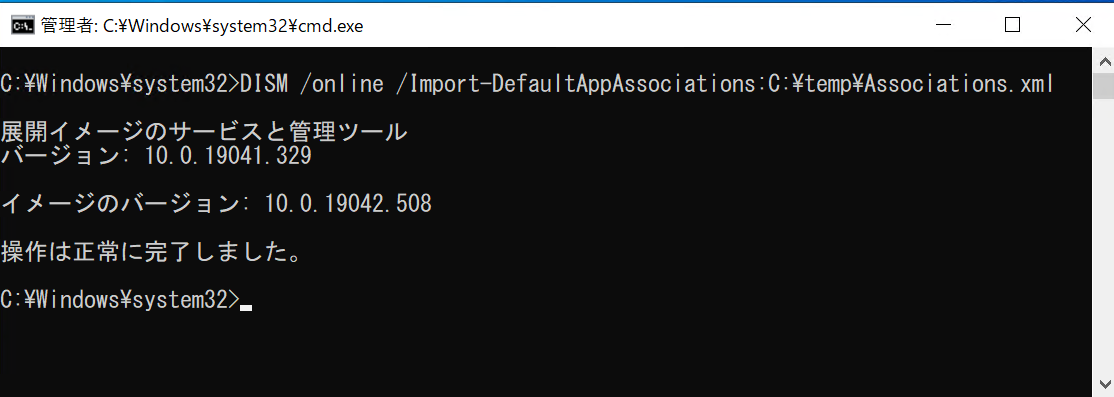 管理者: C:¥Windows¥system32¥cmd.exe
C:¥Windows¥system32>DISM /online /Import-DefaultAppAssociations:C:¥temp¥Associations.xml
展開イメージのサービスと管理ツール
バージョン: 10.0.19041.329
イメージのバージョン: 10.0.19042.508
操作は正常に完了しました。
C:¥Windows¥system32>